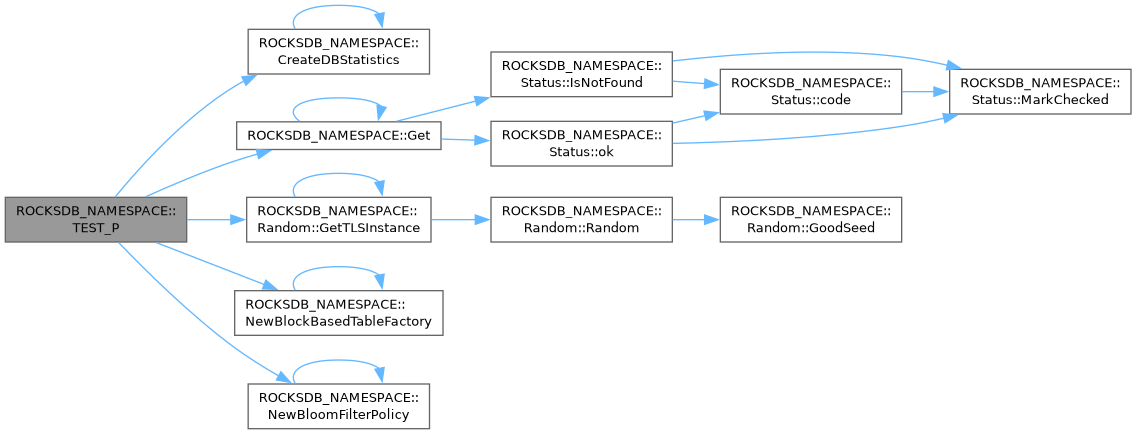 ROCKSDB_NAMESPACE::
TEST_P
ROCKSDB_NAMESPACE::
CreateDBStatistics
ROCKSDB_NAMESPACE::Get
ROCKSDB_NAMESPACE::
Status::IsNotFound
ROCKSDB_NAMESPACE::
Status::code
ROCKSDB_NAMESPACE::
Status::MarkChecked
ROCKSDB_NAMESPACE::
Status::ok
ROCKSDB_NAMESPACE::
Random::GetTLSInstance
ROCKSDB_NAMESPACE::
Random::Random
ROCKSDB_NAMESPACE::
Random::GoodSeed
ROCKSDB_NAMESPACE::
NewBlockBasedTableFactory
ROCKSDB_NAMESPACE::
NewBloomFilterPolicy